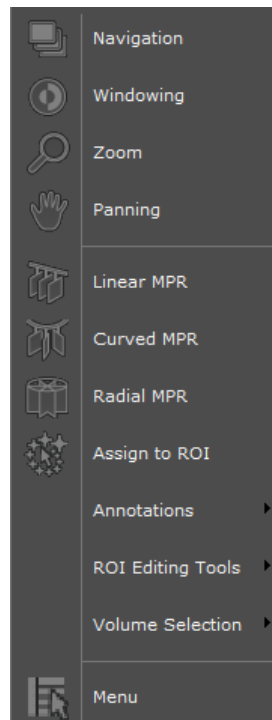 Navigation
Windowing
Zoom
Panning
Linear MPR
Curved MPR
Radial MPR
Assign to ROI
Annotations
ROI Editing Tools
Volume Selection
Menu